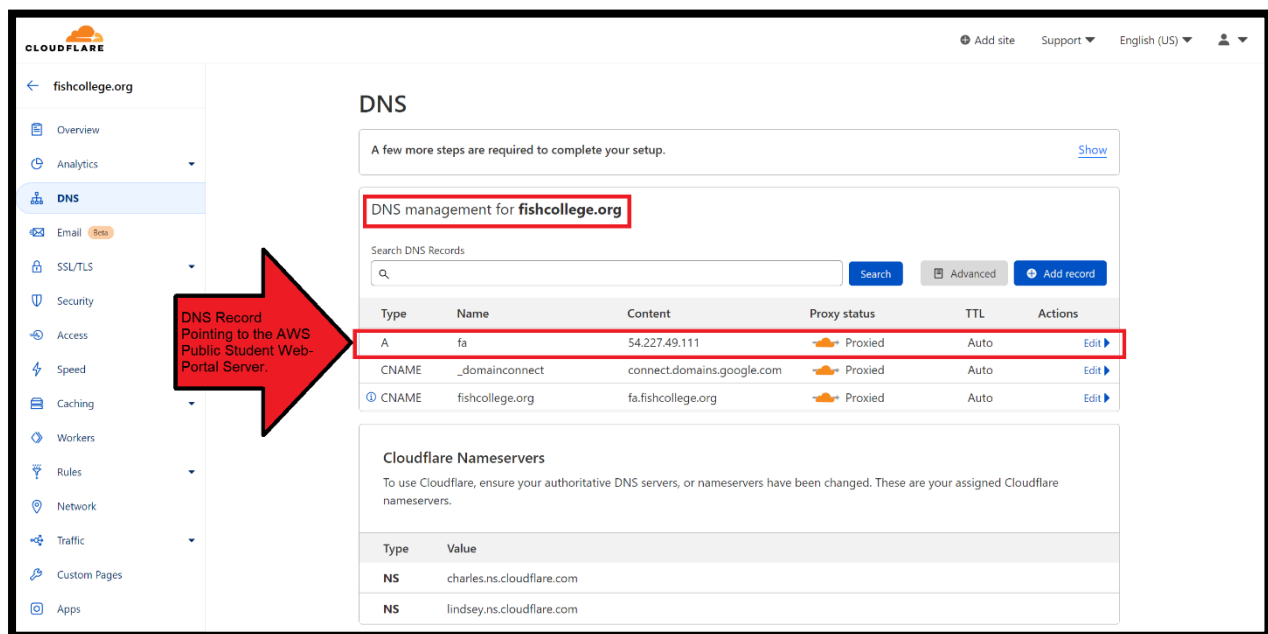 CLOUDFLARE
Add site Support English (US)
fishcollege.org
Overview
Analytics
DNS
Email Beta
SSL/TLS
Security
Access
Speed
Caching
Workers
Rules
Network
Traffic
Custom Pages
Apps
DNS Record
Pointing to the AWS
Public Student Web-
Portal Server.
DNS
A few more steps are required to complete your setup. Show
DNS management for fishcollege.org
Search DNS Records
Search Advanced Add record
Type Name Content Proxy status TTL Actions
A fa 54.227.49.111 Proxied Auto Edit
CNAME _domainconnect connect.domains.google.com Proxied Auto Edit
CNAME fishcollege.org fa.fishcollege.org Proxied Auto Edit
Cloudflare Nameservers
To use Cloudflare, ensure your authoritative DNS servers, or nameservers have been changed. These are your assigned Cloudflare
nameservers.
Type Value
NS charles.ns.cloudflare.com
NS lindsey.ns.cloudflare.com